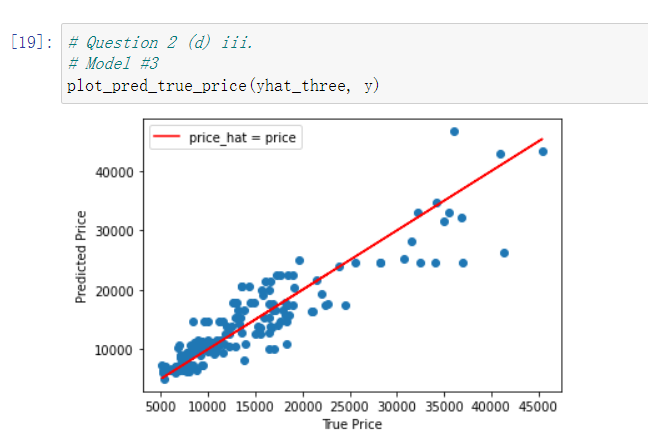 [19]: # Question 2 (d) iii.
# Model #3
plot_pred_true_price(yhat_three, y)
price_hat = price
40000
30000
20000
10000
Predicted Price
5000 10000 15000 20000 25000 30000 35000 40000 45000
True Price